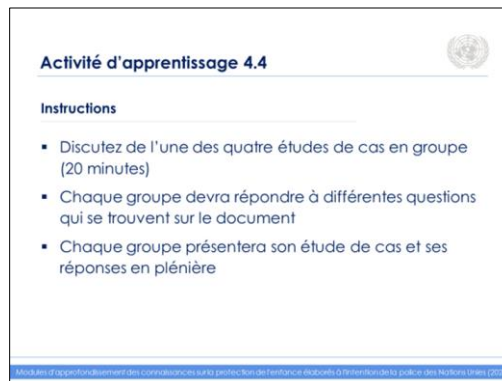 Activité d'apprentissage 4.4
Instructions
▪ Discutez de l'une des quatre études de cas en groupe
(20 minutes)
▪ Chaque groupe devra répondre à différentes questions
qui se trouvent sur le document
▪ Chaque groupe présentera son étude de cas et ses
réponses en plénière
Modules d'approfondissement des connaissances sur la protection de l'enfance élaborés à l'intention de la police des Nations Unies (20